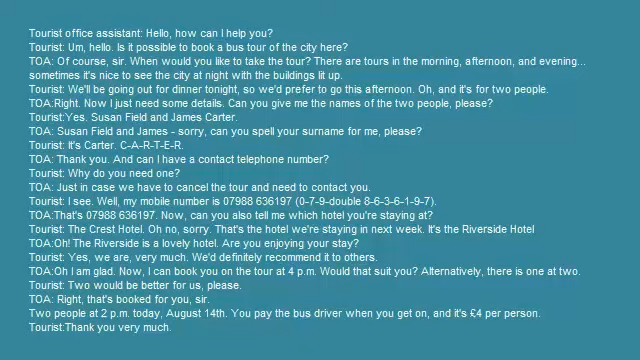 Tourist office assistant: Hello, how can I help you?
Tourist: Um, hello. Is it possible to book a bus tour of the city here?
TOA: Of course, sir. When would you like to take the tour? There are tours in the morning, afternoon, and evening...
sometimes it's nice to see the city at night with the buildings lit up.
Tourist: We'll be going out for dinner tonight, so we'd prefer to go this afternoon. Oh, and it's for two people.
TOA:Right. Now I just need some details. Can you give me the names of the two people, please?
Tourist:Yes. Susan Field and James Carter.
TOA: Susan Field and James - sorry, can you spell your surname for me, please?
Tourist: It's Carter. C-A-R-T-E-R.
TOA: Thank you. And can I have a contact telephone number?
Tourist: Why do you need one?
TOA: Just in case we have to cancel the tour and need to contact you.
Tourist: I see. Well, my mobile number is 07988 636197 (0-7-9-double 8-6-3-6-1-9-7).
TOA:That's 07988 636197. Now, can you also tell me which hotel you're staying at?
Tourist: The Crest Hotel. Oh no, sorry. That's the hotel we're staying in next week. It's the Riverside Hotel
TOA:Oh! The Riverside is a lovely hotel. Are you enjoying your stay?
Tourist: Yes, we are, very much. We'd definitely recommend it to others.
TOA:Oh I am glad. Now, I can book you on the tour at 4 p.m. Would that suit you? Alternatively, there is one at two.
Tourist: Two would be better for us, please.
TOA: Right, that's booked for you, sir.
Two people at 2 p.m. today, August 14th. You pay the bus driver when you get on, and it's £4 per person.
Tourist:Thank you very much.